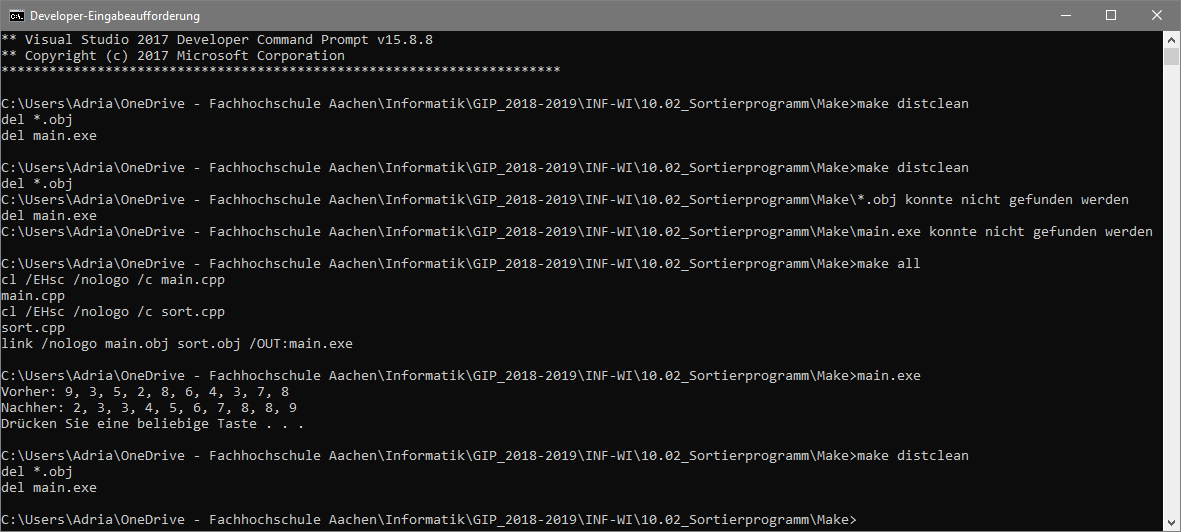 Developer-Eingabeaufforderung
** Visual Studio 2017 Developer Command Prompt v15.8.8
** Copyright (c) 2017 Microsoft Corporation
**********************************************************************
C:\Users\Adria\OneDrive - Fachhochschule Aachen\Informatik\GIP_2018-2019\INF-WI\10.02_Sortierprogramm\Make>make distclean
del *.obj
del main.exe
C:\Users\Adria\OneDrive - Fachhochschule Aachen\Informatik\GIP_2018-2019\INF-WI\10.02_Sortierprogramm\Make>make distclean
del *.obj
C:\Users\Adria\OneDrive - Fachhochschule Aachen\Informatik\GIP_2018-2019\INF-WI\10.02_Sortierprogramm\Make\*.obj konnte nicht gefunden werden
del main.exe
C:\Users\Adria\OneDrive - Fachhochschule Aachen\Informatik\GIP_2018-2019\INF-WI\10.02_Sortierprogramm\Make\main.exe konnte nicht gefunden werden
C:\Users\Adria\OneDrive - Fachhochschule Aachen\Informatik\GIP_2018-2019\INF-WI\10.02_Sortierprogramm\Make>make all
cl /EHsc /nologo /c main.cpp
main.cpp
cl /EHsc /nologo /c sort.cpp
sort.cpp
link /nologo main.obj sort.obj /OUT:main.exe
C:\Users\Adria\OneDrive - Fachhochschule Aachen\Informatik\GIP_2018-2019\INF-WI\10.02_Sortierprogramm\Make>main.exe
Vorher: 9, 3, 5, 2, 8, 6, 4, 3, 7, 8
Nachher: 2, 3, 3, 4, 5, 6, 7, 8, 8, 9
Drücken Sie eine beliebige Taste . . .
C:\Users\Adria\OneDrive - Fachhochschule Aachen\Informatik\GIP_2018-2019\INF-WI\10.02_Sortierprogramm\Make>make distclean
del *.obj
del main.exe
C:\Users\Adria\OneDrive - Fachhochschule Aachen\Informatik\GIP_2018-2019\INF-WI\10.02_Sortierprogramm\Make>